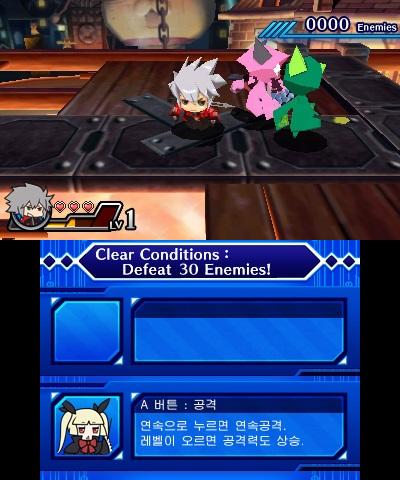 0000 Enemies
Lv 1
Clear Conditions :
Defeat 30 Enemies!
A 버튼 : 공격
연속으로 누르면 연속공격.
레벨이 오르면 공격력도 상승.